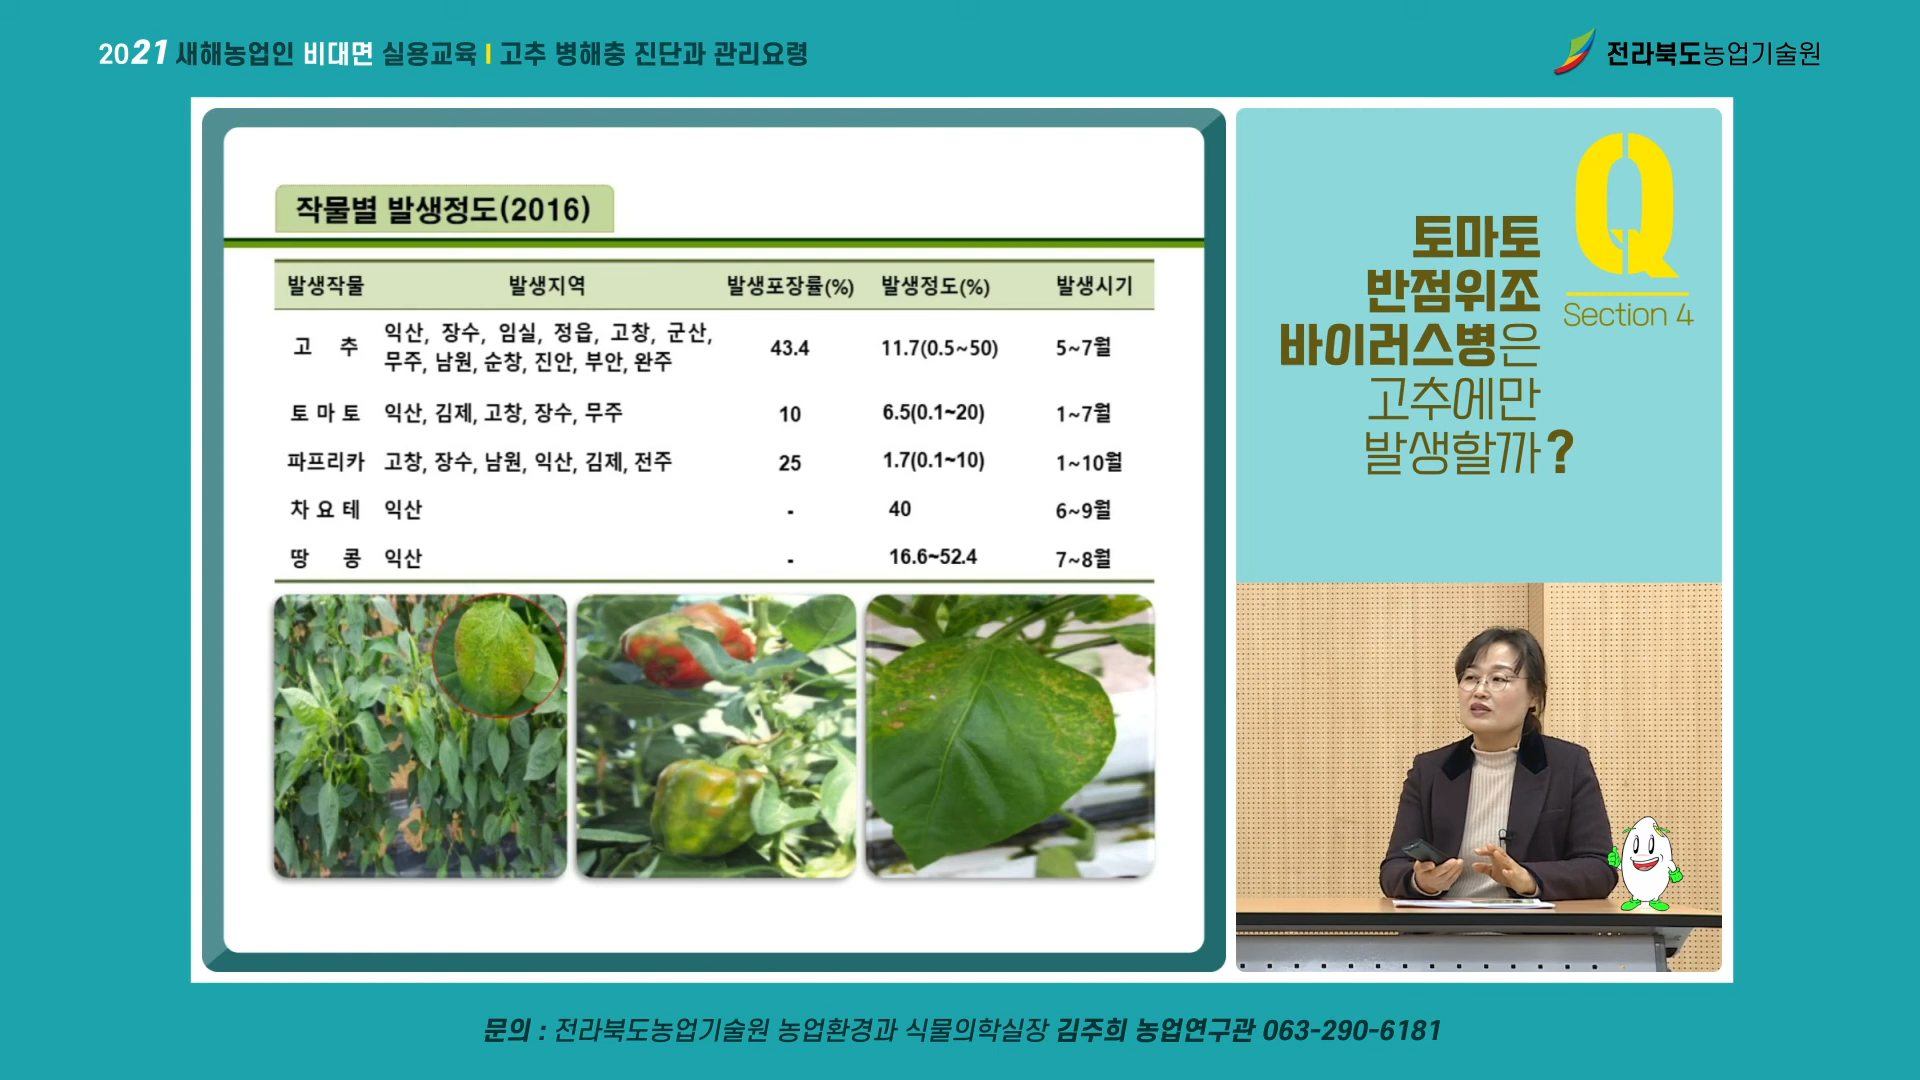 2021 새해농업인 비대면 실용교육 I 고추 병해충 진단과 관리요령
전라북도농업기술원
작물별 발생정도(2016)
발생작물 발생지역 발생포장률(%) 발생정도(%) 발생시기
고 추 익산, 장수, 임실, 정읍, 고창, 군산, 무주, 남원, 순창, 진안, 부안, 완주 43.4 11.7(0.5~50) 5~7월
토 마 토 익산, 김제, 고창, 장수, 무주 10 6.5(0.1~20) 1~7월
파프리카 고창, 장수, 남원, 익산, 김제, 전주 25 1.7(0.1~10) 1~10월
차 요 테 익산 - 40 6~9월
땅 콩 익산 - 16.6~52.4 7~8월
Q
Section 4
토마토
반점위조
바이러스병은
고추에만
발생할까?
문의 : 전라북도농업기술원 농업환경과 식물의학실장 김주희 농업연구관 063-290-6181